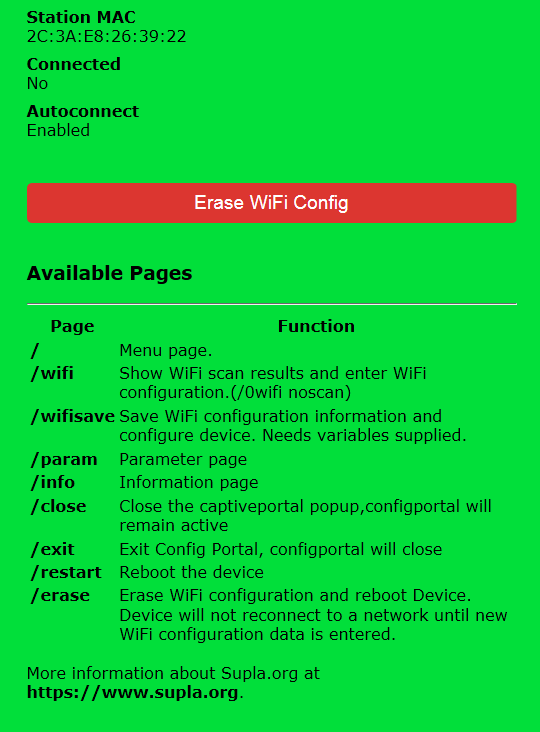 Station MAC
2C:3A:E8:26:39:22
Connected
No
Autoconnect
Enabled
Erase WiFi Config
Available Pages
Page Function
/ Menu page.
/wifi Show WiFi scan results and enter WiFi
configuration.(/0wifi noscan)
/wifisave Save WiFi configuration information and
configure device. Needs variables supplied.
/param Parameter page
/info Information page
/close Close the captiveportal popup,configportal will
remain active
/exit Exit Config Portal, configportal will close
/restart Reboot the device
/erase Erase WiFi configuration and reboot Device.
Device will not reconnect to a network until new
WiFi configuration data is entered.
More information about Supla.org at
https://www.supla.org.